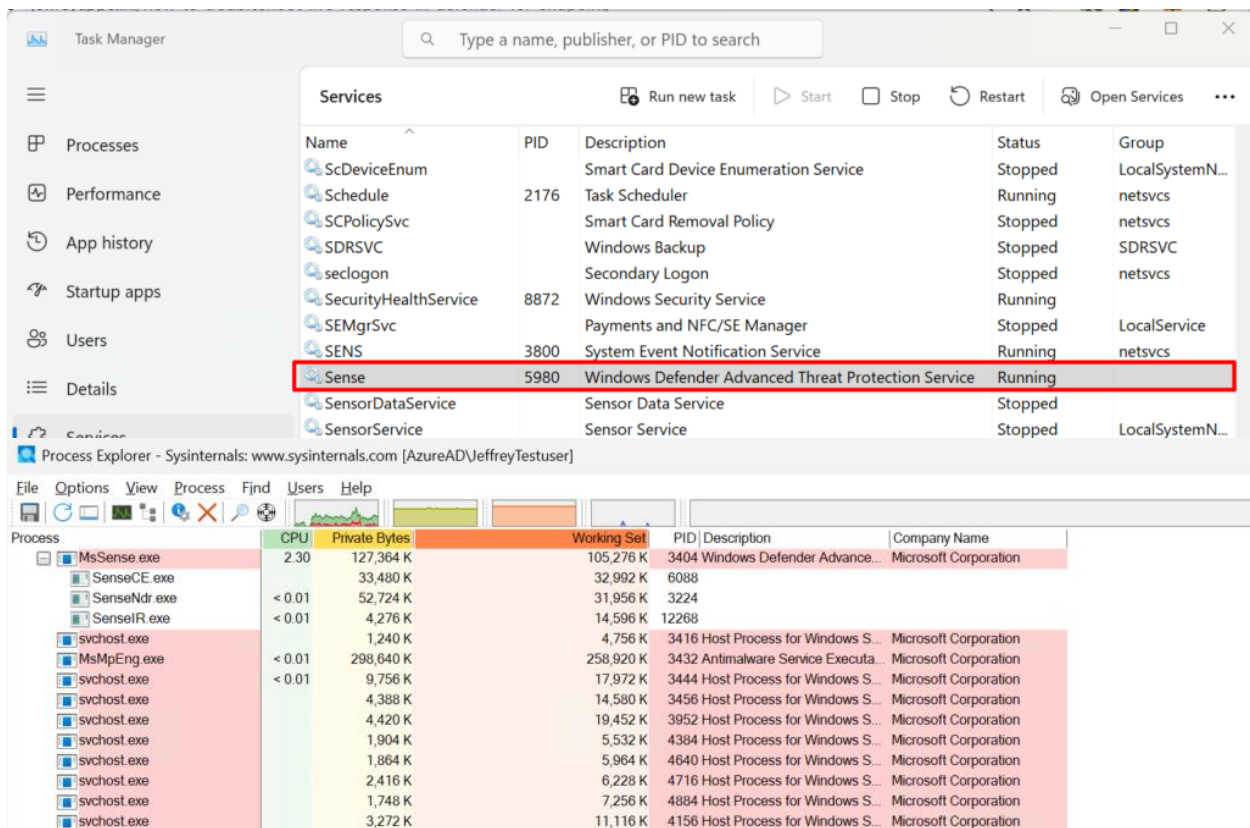 Task Manager
Type a name, publisher, or PID to search
Services Run new task Start Stop Restart Open Services
Processes
Performance
App history
Startup apps
Users
Details
Services
Name PID Description Status Group
ScDeviceEnum Smart Card Device Enumeration Service Stopped LocalSystemN...
Schedule 2176 Task Scheduler Running netsvcs
SCPolicySvc Smart Card Removal Policy Stopped netsvcs
SDRSVC Windows Backup Stopped SDRSVC
seclogon Secondary Logon Stopped netsvcs
SecurityHealthService 8872 Windows Security Service Running
SEMgrSvc Payments and NFC/SE Manager Stopped LocalService
SENS 3800 System Event Notification Service Running netsvcs
Sense 5980 Windows Defender Advanced Threat Protection Service Running
SensorDataService Sensor Data Service Stopped
SensorService Sensor Service Stopped LocalSystemN...
Process Explorer - Sysinternals: www.sysinternals.com [AzureAD\JeffreyTestuser]
File Options View Process Find Users Help
Process CPU Private Bytes Working Set PID Description Company Name
MsSense.exe 2.30 127,364 K 105,276 K 3404 Windows Defender Advance... Microsoft Corporation
SenseCE.exe 33,480 K 32,992 K 6088
SenseNdr.exe < 0.01 52,724 K 31,956 K 3224
SenseIR.exe < 0.01 4,276 K 14,596 K 12268
svchost.exe 1,240 K 4,756 K 3416 Host Process for Windows S... Microsoft Corporation
MsMpEng.exe < 0.01 298,640 K 258,920 K 3432 Antimalware Service Executa... Microsoft Corporation
svchost.exe < 0.01 9,756 K 17,972 K 3444 Host Process for Windows S... Microsoft Corporation
svchost.exe 4,388 K 14,580 K 3456 Host Process for Windows S... Microsoft Corporation
svchost.exe 4,420 K 19,452 K 3952 Host Process for Windows S... Microsoft Corporation
svchost.exe 1,904 K 5,532 K 4384 Host Process for Windows S... Microsoft Corporation
svchost.exe 1,864 K 5,964 K 4640 Host Process for Windows S... Microsoft Corporation
svchost.exe 2,416 K 6,228 K 4716 Host Process for Windows S... Microsoft Corporation
svchost.exe 1,748 K 7,256 K 4884 Host Process for Windows S... Microsoft Corporation
svchost.exe 3,272 K 11,116 K 4156 Host Process for Windows S... Microsoft Corporation